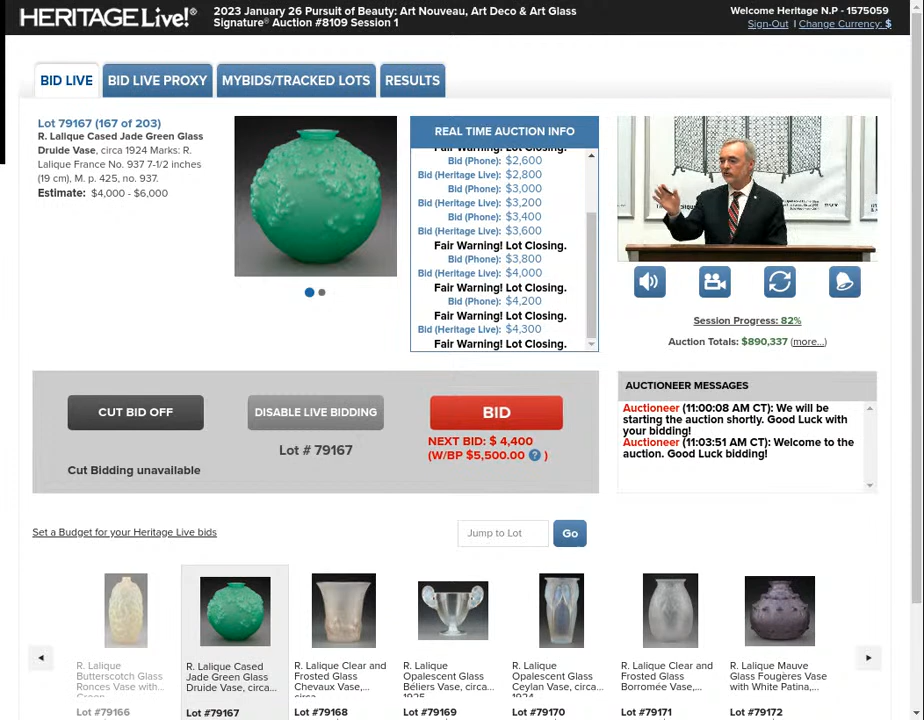 HERITAGE Live!®
2023 January 26 Pursuit of Beauty: Art Nouveau, Art Deco & Art Glass
Signature® Auction #8109 Session 1
Welcome Heritage N.P - 1575059
Sign-Out | Change Currency: $
BID LIVE
BID LIVE PROXY
MYBIDS/TRACKED LOTS
RESULTS
Lot 79167 (167 of 203)
R. Lalique Cased Jade Green Glass
Druide Vase, circa 1924 Marks: R.
Lalique France No. 937 7-1/2 inches
(19 cm), M. p. 425, no. 937.
Estimate: $4,000 - $6,000
REAL TIME AUCTION INFO
Fair Warning! Lot Closing.
Bid (Phone): $2,600
Bid (Heritage Live): $2,800
Bid (Phone): $3,000
Bid (Heritage Live): $3,200
Bid (Phone): $3,400
Bid (Heritage Live): $3,600
Fair Warning! Lot Closing.
Bid (Phone): $3,800
Bid (Heritage Live): $4,000
Fair Warning! Lot Closing.
Bid (Phone): $4,200
Fair Warning! Lot Closing.
Bid (Heritage Live): $4,300
Fair Warning! Lot Closing.
Session Progress: 82%
Auction Totals: $890,337 (more...)
CUT BID OFF
DISABLE LIVE BIDDING
BID
Cut Bidding unavailable
Lot # 79167
NEXT BID: $ 4,400
(W/BP $5,500.00 ? )
AUCTIONEER MESSAGES
Auctioneer (11:00:08 AM CT): We will be
starting the auction shortly. Good Luck with
your bidding!
Auctioneer (11:03:51 AM CT): Welcome to the
auction. Good Luck bidding!
Set a Budget for your Heritage Live bids
Jump to Lot
Go
R. Lalique
Butterscotch Glass
Ronces Vase with...
Lot #79166
R. Lalique Cased
Jade Green Glass
Druide Vase, circa...
Lot #79167
R. Lalique Clear and
Frosted Glass
Chevaux Vase,
circa...
Lot #79168
R. Lalique
Opalescent Glass
Béliers Vase, circa...
1925
Lot #79169
R. Lalique
Opalescent Glass
Ceylan Vase, circa...
1924
Lot #79170
R. Lalique Clear and
Frosted Glass
Borromée Vase,...
Lot #79171
R. Lalique Mauve
Glass Fougères Vase
with White Patina,...
Lot #79172